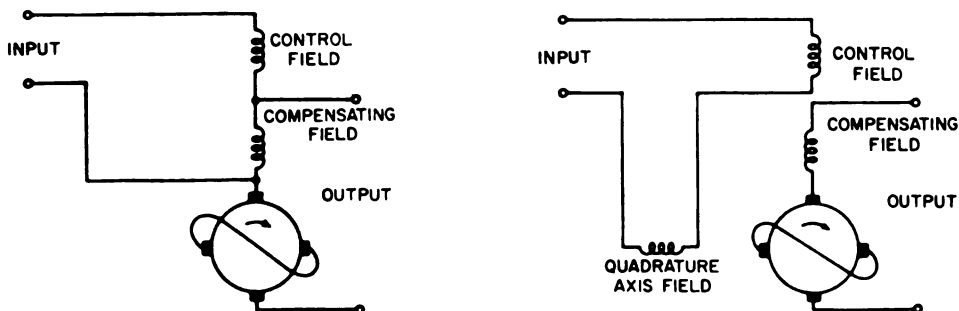 INPUT
CONTROL
FIELD
COMPENSATING
FIELD
OUTPUT
INPUT
CONTROL
FIELD
COMPENSATING
FIELD
OUTPUT
QUADRATURE
AXIS FIELD